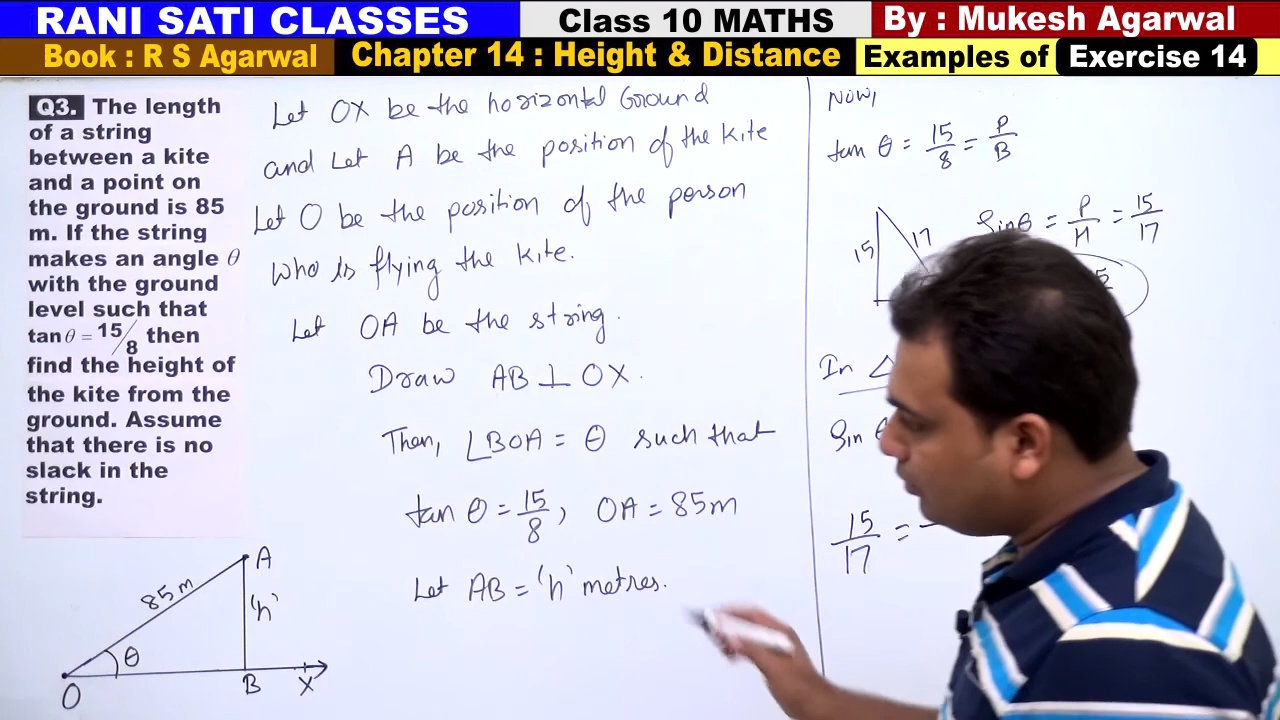 RANI SATI CLASSES
Class 10 MATHS
By : Mukesh Agarwal
Book : R S Agarwal
Chapter 14 : Height & Distance
Examples of Exercise 14
Q3. The length
of a string
between a kite
and a point on
the ground is 85
m. If the string
makes an angle θ
with the ground
level such that
tan θ = 15/8 then
find the height of
the kite from the
ground. Assume
that there is no
slack in the
string.
85 m
A
'h'
θ
O
B
X
Let OX be the horizontal Ground
and Let A be the position of the kite
Let O be the position of the person
who is flying the kite.
Let OA be the string.
Draw AB ⊥ OX.
Then, ∠BOA = θ such that
tan θ = 15/8, OA = 85m
Let AB = 'h' metres.
Now,
tan θ = 15/8 = P/B
15
17
Sinθ = P/H = 15/17
In △
Sin θ
15/17 =